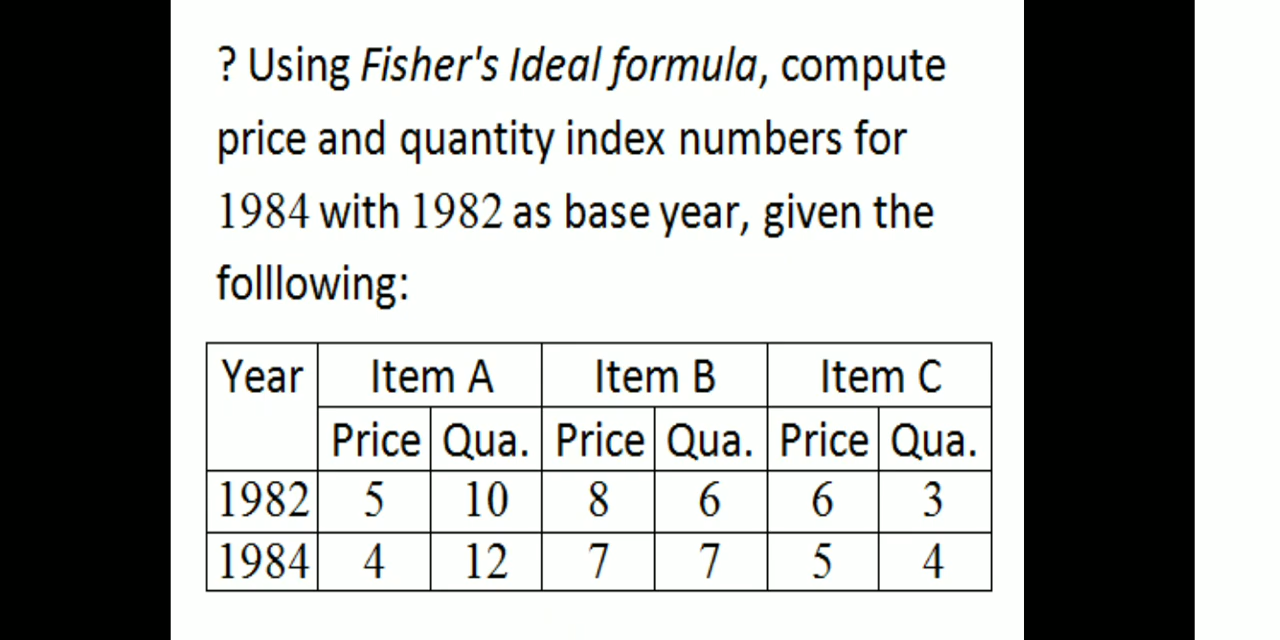 ? Using Fisher's Ideal formula, compute
price and quantity index numbers for
1984 with 1982 as base year, given the
folllowing:
Year Item A Item B Item C
Price Qua. Price Qua. Price Qua.
1982 5 10 8 6 6 3
1984 4 12 7 7 5 4